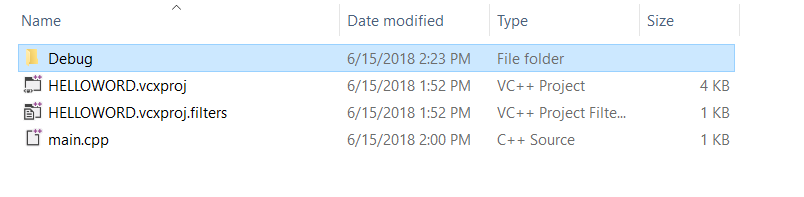 Name Date modified Type Size
Debug 6/15/2018 2:23 PM File folder
HELLOWORD.vcxproj 6/15/2018 1:52 PM VC++ Project 4 KB
HELLOWORD.vcxproj.filters 6/15/2018 1:52 PM VC++ Project Filte... 1 KB
main.cpp 6/15/2018 2:00 PM C++ Source 1 KB